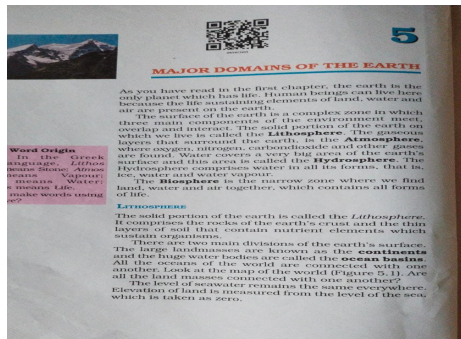 5
MAJOR DOMAINS OF THE EARTH
As you have read in the first chapter, the earth is the
only planet which has life. Human beings can live here
because the life sustaining elements of land, water and
air are present on the earth.
The surface of the earth is a complex zone in which
three main components of the environment meet,
overlap and interact. The solid portion of the earth on
which we live is called the Lithosphere. The gaseous
layers that surround the earth, is the Atmosphere,
where oxygen, nitrogen, carbondioxide and other gases
are found. Water covers a very big area of the earth's
surface and this area is called the Hydrosphere. The
Hydrosphere comprises water in all its forms, that is,
ice, water and water vapour.
The Biosphere is the narrow zone where we find
land, water and air together, which contains all forms
of life.
Word Origin
In the Greek
language, Lithos
means Stone; Atmos
means Vapour;
means Water;
s means Life.
make words using
e?
LITHOSPHERE
The solid portion of the earth is called the Lithosphere.
It comprises the rocks of the earth's crust and the thin
layers of soil that contain nutrient elements which
sustain organisms.
There are two main divisions of the earth's surface.
The large landmasses are known as the continents
and the huge water bodies are called the ocean basins.
All the oceans of the world are connected with one
another. Look at the map of the world (Figure 5.1). Are
all the land masses connected with one another?
The level of seawater remains the same everywhere.
Elevation of land is measured from the level of the sea,
which is taken as zero.